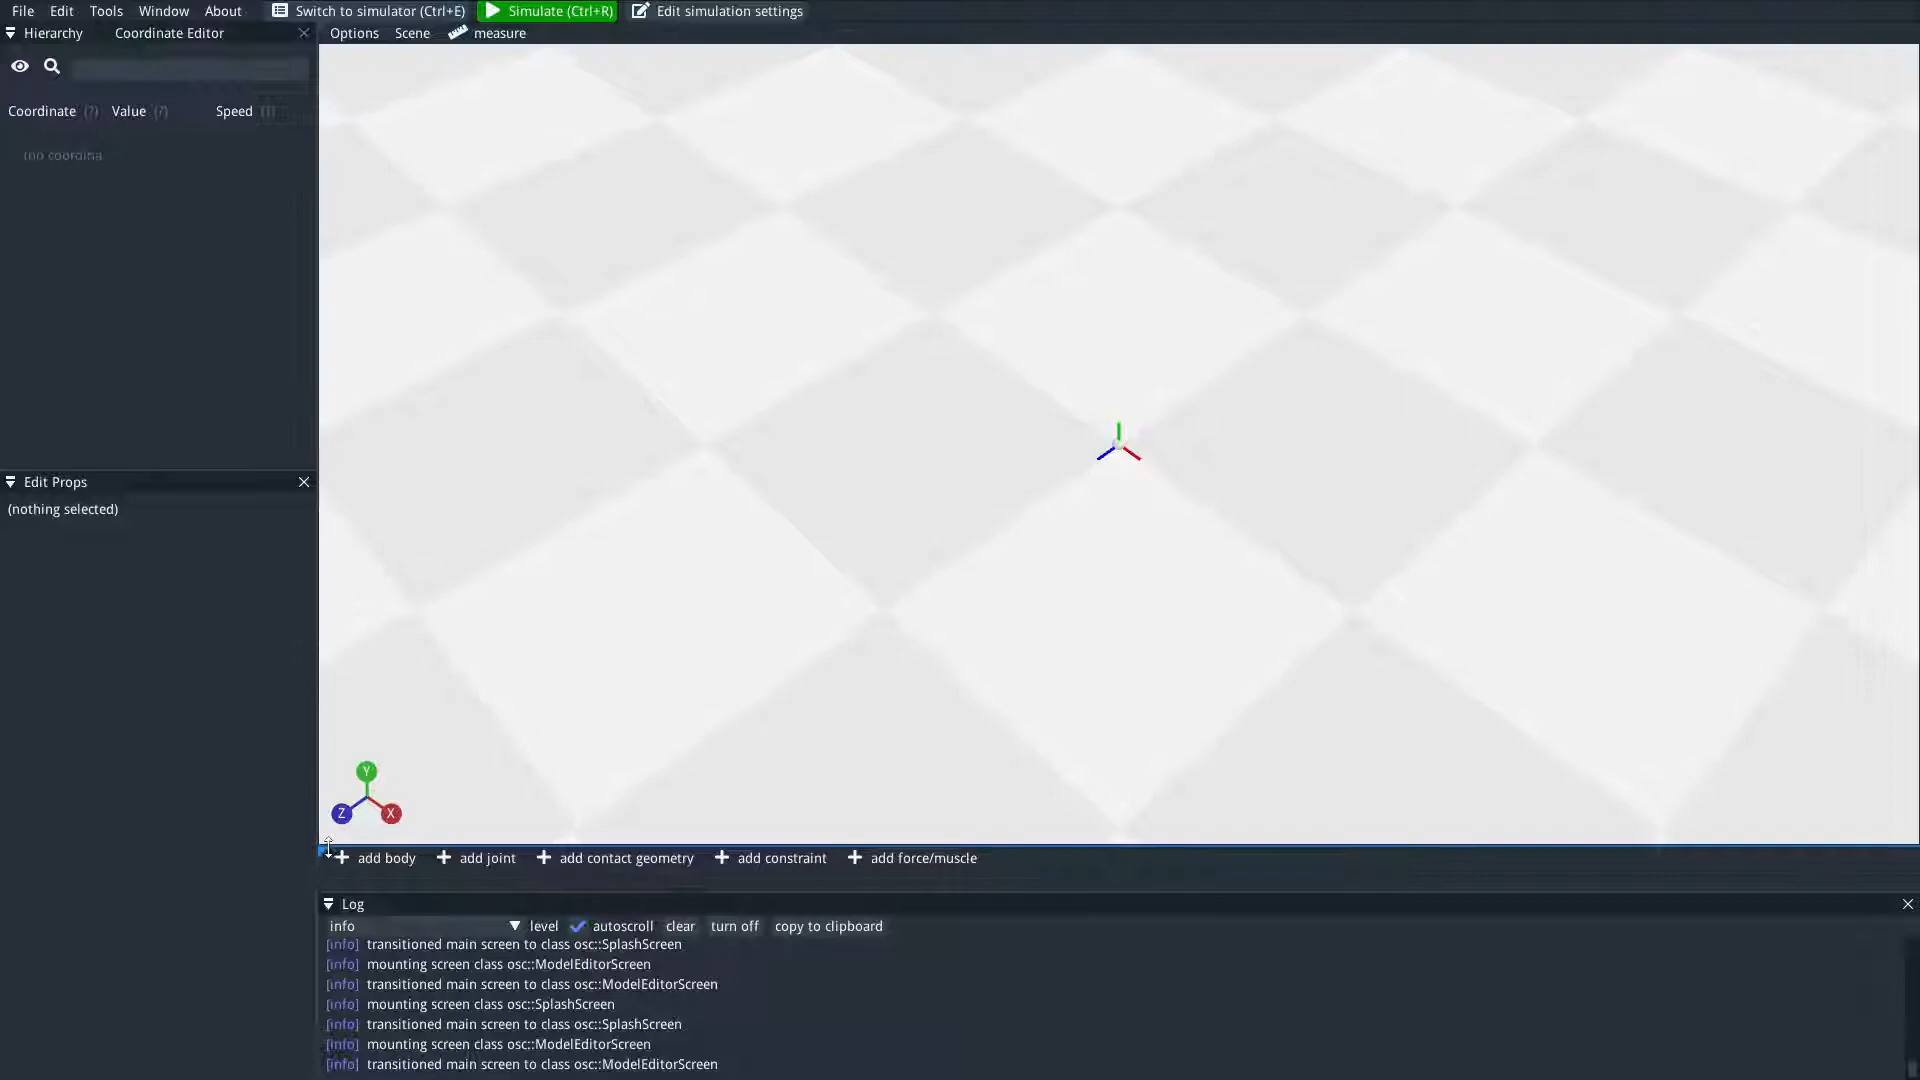 File Edit Tools Window About Switch to simulator (Ctrl+E) Simulate (Ctrl+R) Edit simulation settings
Hierarchy Coordinate Editor
Options Scene measure
Coordinate (?) Value (?) Speed
(no coordina
Edit Props
(nothing selected)
Y
Z X
add body add joint add contact geometry add constraint add force/muscle
Log
info level autoscroll clear turn off copy to clipboard
[info] transitioned main screen to class osc::SplashScreen
[info] mounting screen class osc::ModelEditorScreen
[info] transitioned main screen to class osc::ModelEditorScreen
[info] mounting screen class osc::SplashScreen
[info] transitioned main screen to class osc::SplashScreen
[info] mounting screen class osc::ModelEditorScreen
[info] transitioned main screen to class osc::ModelEditorScreen